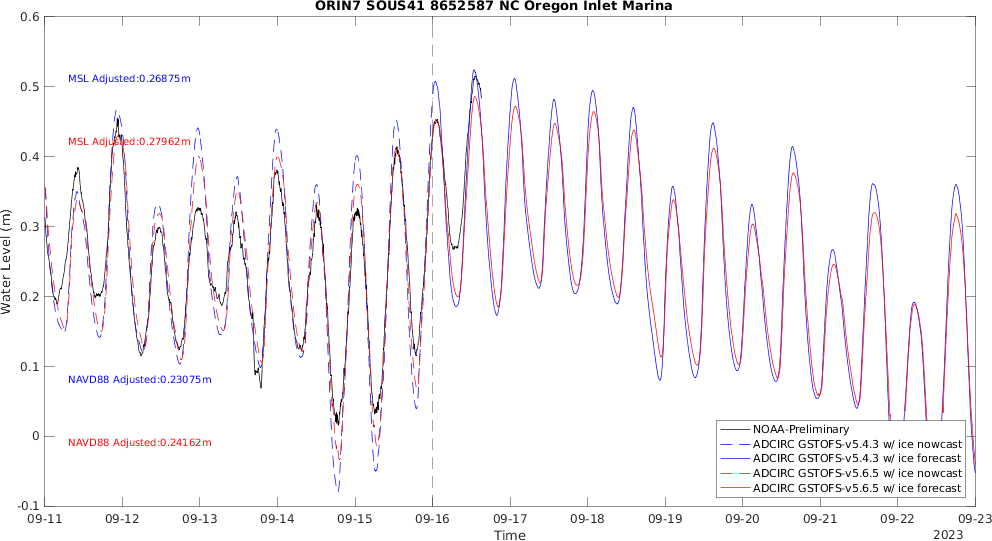 ORIN7 SOUS41 8652587 NC Oregon Inlet Marina
0.6
0.5
0.4
0.3
0.2
0.1
0
-0.1
Water Level (m)
MSL Adjusted:0.26875m
MSL Adjusted:0.27962m
NAVD88 Adjusted:0.23075m
NAVD88 Adjusted:0.24162m
NOAA-Preliminary
ADCIRC GSTOFS-v5.4.3 w/ ice nowcast
ADCIRC GSTOFS-v5.4.3 w/ ice forecast
ADCIRC GSTOFS-v5.6.5 w/ ice nowcast
ADCIRC GSTOFS-v5.6.5 w/ ice forecast
09-11 09-12 09-13 09-14 09-15 09-16 09-17 09-18 09-19 09-20 09-21 09-22 09-23
Time
2023